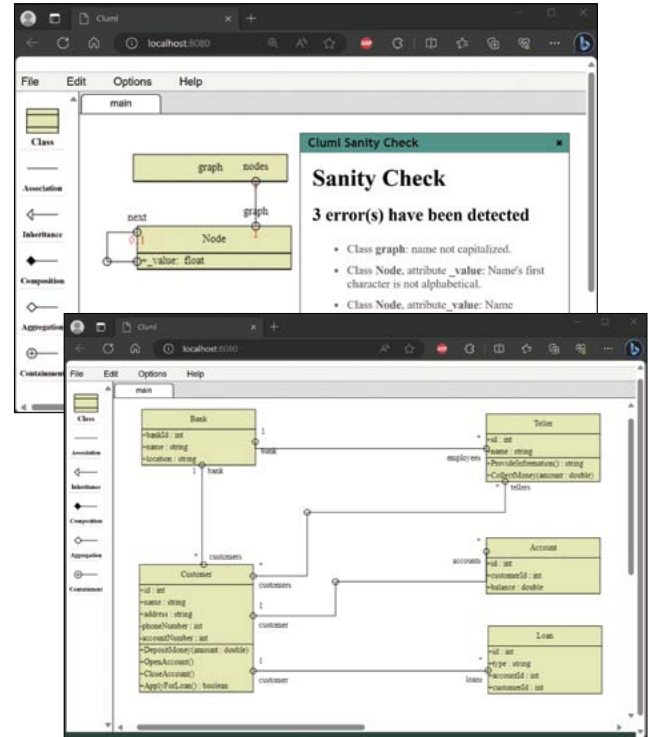 Cluml
localhost:8080
File Edit Options Help
main
Class
Association
Inheritance
Composition
Aggregation
Containment
graph nodes
graph
next
0..1
1
Node
+_value: float
Cluml Sanity Check
Sanity Check
3 error(s) have been detected
Class graph: name not capitalized.
Class Node, attribute _value: Name's first
character is not alphabetical.
Class Node, attribute _value: Name
Cluml
localhost:8080
File Edit Options Help
main
Class
Association
Inheritance
Composition
Aggregation
Containment
Bank
+bankId : int
+name : string
+location : string
1
bank
1 bank
Teller
+id : int
+name : string
+ProvideInfremation() : string
+CollectMoney(amount : double)
*
employees
* tellers
* customers
Customer
+id : int
+name : string
+address : string
+phoneNumber : int
+accountNumber : int
+DepositMoney(amount : double)
+OpenAccount()
+CloseAccount()
+ApplyForLoan() : boolean
*
customers
1
customer
1
customer
*
accounts
Account
+id : int
+customerId : int
+balance : double
*
loans
Loan
+id : int
+type : string
+accountId : int
+customerId : int